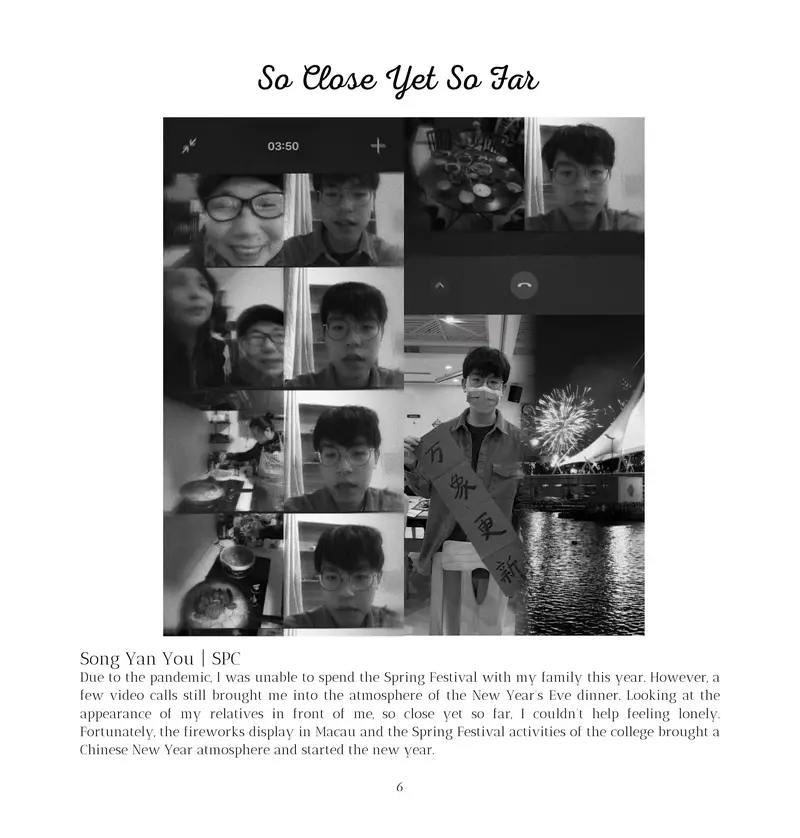 So Close Yet So Far
03:50
万
象
更
新
Song Yan You | SPC
Due to the pandemic, I was unable to spend the Spring Festival with my family this year. However, a
few video calls still brought me into the atmosphere of the New Year's Eve dinner. Looking at the
appearance of my relatives in front of me, so close yet so far, I couldn't help feeling lonely.
Fortunately, the fireworks display in Macau and the Spring Festival activities of the college brought a
Chinese New Year atmosphere and started the new year.
6